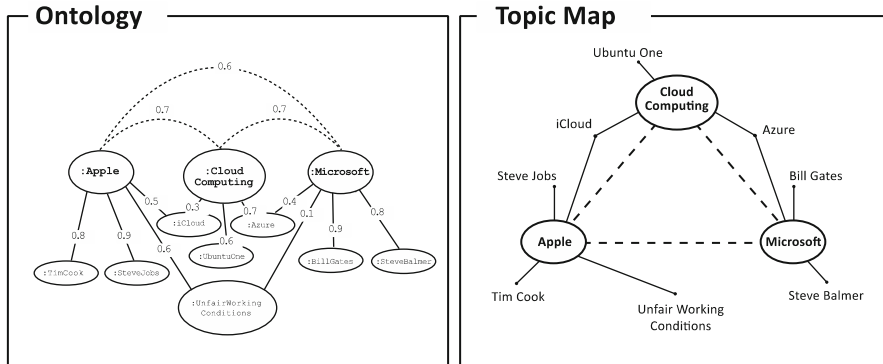 Ontology
0.6
0.7
0.7
:Apple
:Cloud
Computing
:Microsoft
0.5
0.3
0.7
0.4
0.1
:iCloud
:Azure
0.8
0.9
0.6
0.6
0.9
0.8
:UbuntuOne
:TimCook
:SteveJobs
:BillGates
:SteveBalmer
:UnfairWorking
Conditions
Topic Map
Ubuntu One
Cloud
Computing
iCloud
Azure
Steve Jobs
Bill Gates
Apple
Microsoft
Tim Cook
Unfair Working
Conditions
Steve Balmer